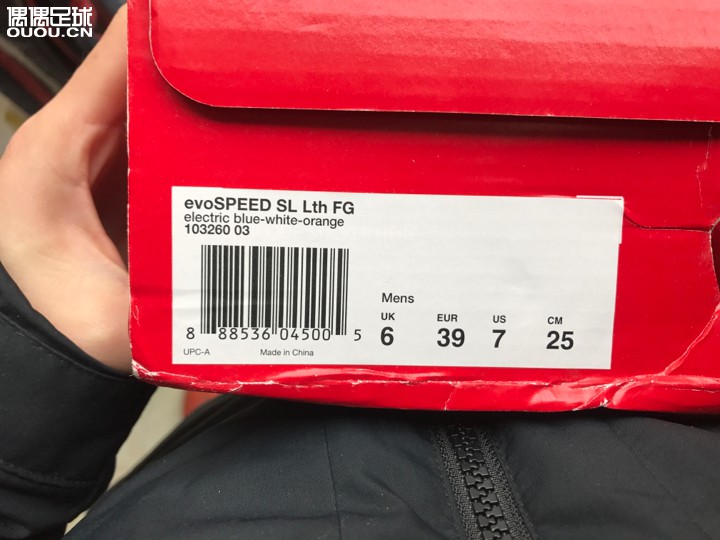 偶偶足球
OUOU.CN
evoSPEED SL Lth FG
electric blue-white-orange
103260 03
8 88536 04500 5
UPC-A Made in China
Mens
UK EUR US CM
6 39 7 25